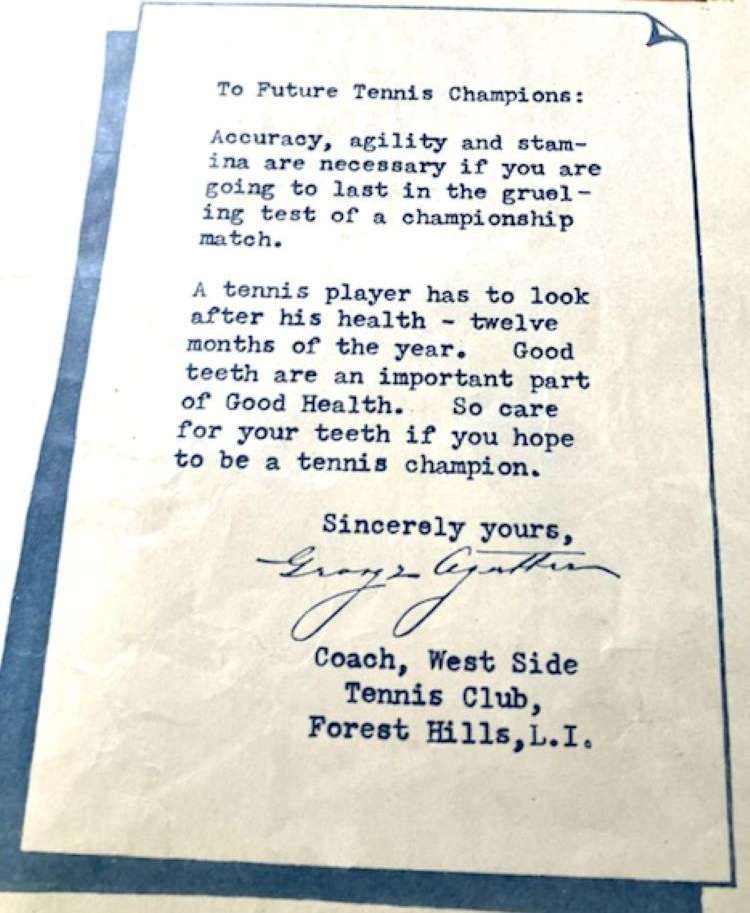 To Future Tennis Champions:
Accuracy, agility and stam-
ina are necessary if you are
going to last in the gruel-
ing test of a championship
match.
A tennis player has to look
after his health - twelve
months of the year. Good
teeth are an important part
of Good Health. So care
for your teeth if you hope
to be a tennis champion.
Sincerely yours,
George Agutter
Coach, West Side
Tennis Club,
Forest Hills,L.I.